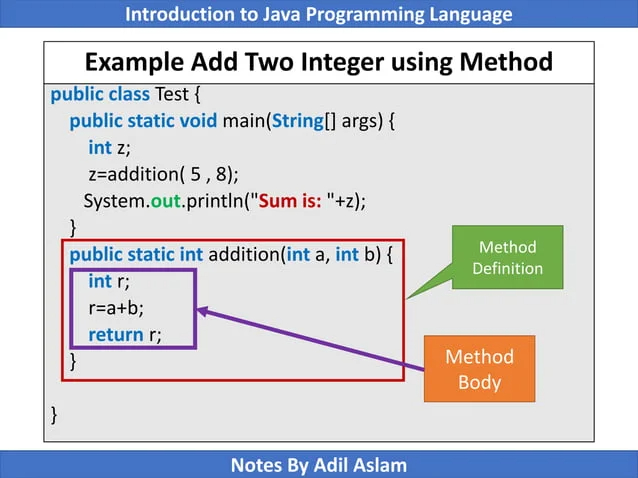 Introduction to Java Programming Language
Example Add Two Integer using Method
public class Test {
public static void main(String[] args) {
int z;
z=addition( 5 , 8);
System.out.println("Sum is: "+z);
}
public static int addition(int a, int b) {
int r;
r=a+b;
return r;
}
}
Method
Definition
Method
Body
Notes By Adil Aslam